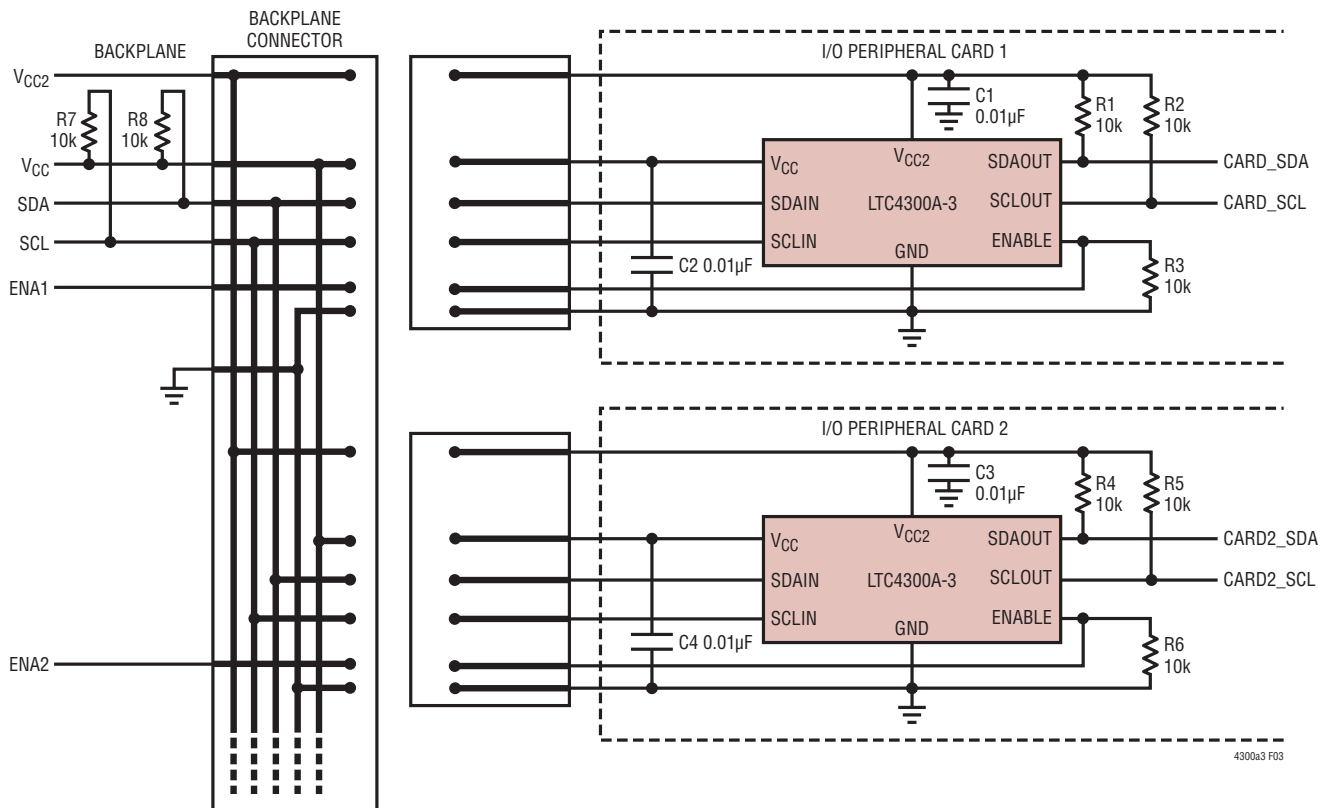 BACKPLANE
CONNECTOR
BACKPLANE
VCC2
R7
10k
R8
10k
VCC
SDA
SCL
ENA1
ENA2
I/O PERIPHERAL CARD 1
C1
0.01µF
R1
10k
R2
10k
VCC
VCC2
SDAOUT
CARD_SDA
SDAIN
LTC4300A-3
SCLOUT
CARD_SCL
SCLIN
GND
ENABLE
C2 0.01µF
R3
10k
I/O PERIPHERAL CARD 2
C3
0.01µF
R4
10k
R5
10k
VCC
VCC2
SDAOUT
CARD2_SDA
SDAIN
LTC4300A-3
SCLOUT
CARD2_SCL
SCLIN
GND
ENABLE
C4 0.01µF
R6
10k
4300a3 F03